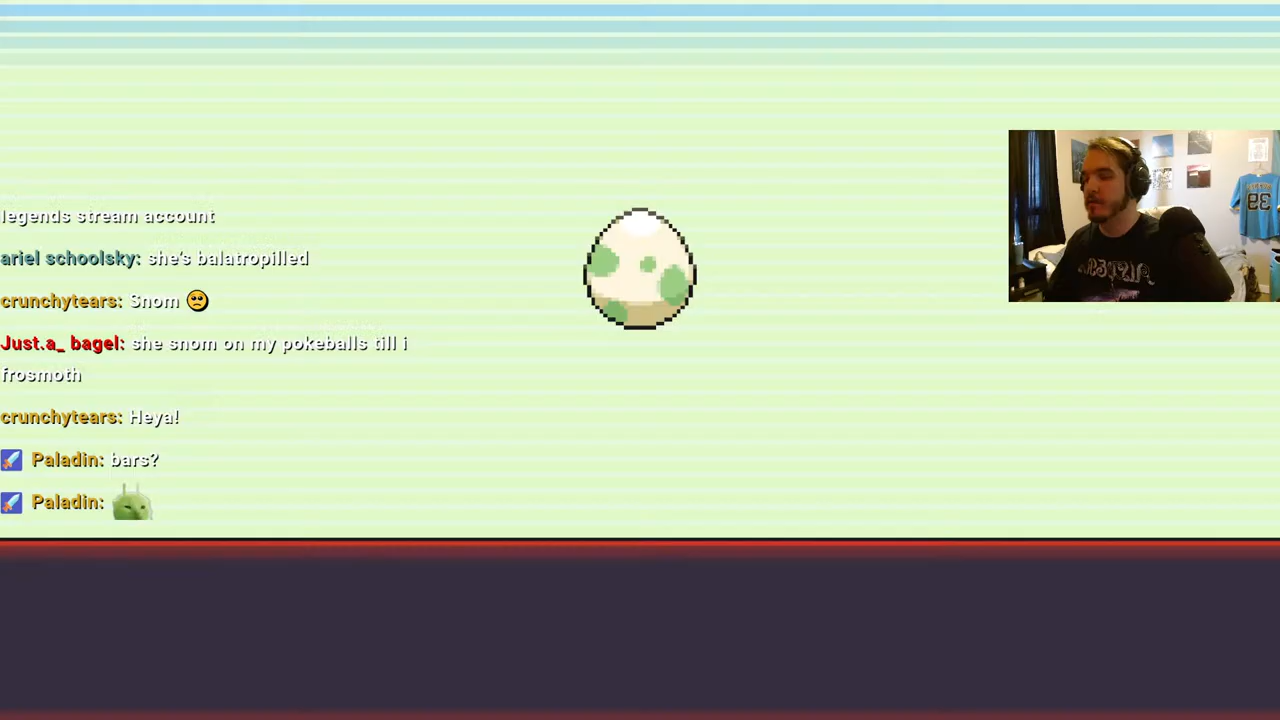 legends stream account
ariel schoolsky: she's balatropilled
crunchytears: Snom 🥺
Just.a_ bagel: she snom on my pokeballs till i
frosmoth
crunchytears: Heya!
Paladin: bars?
Paladin: